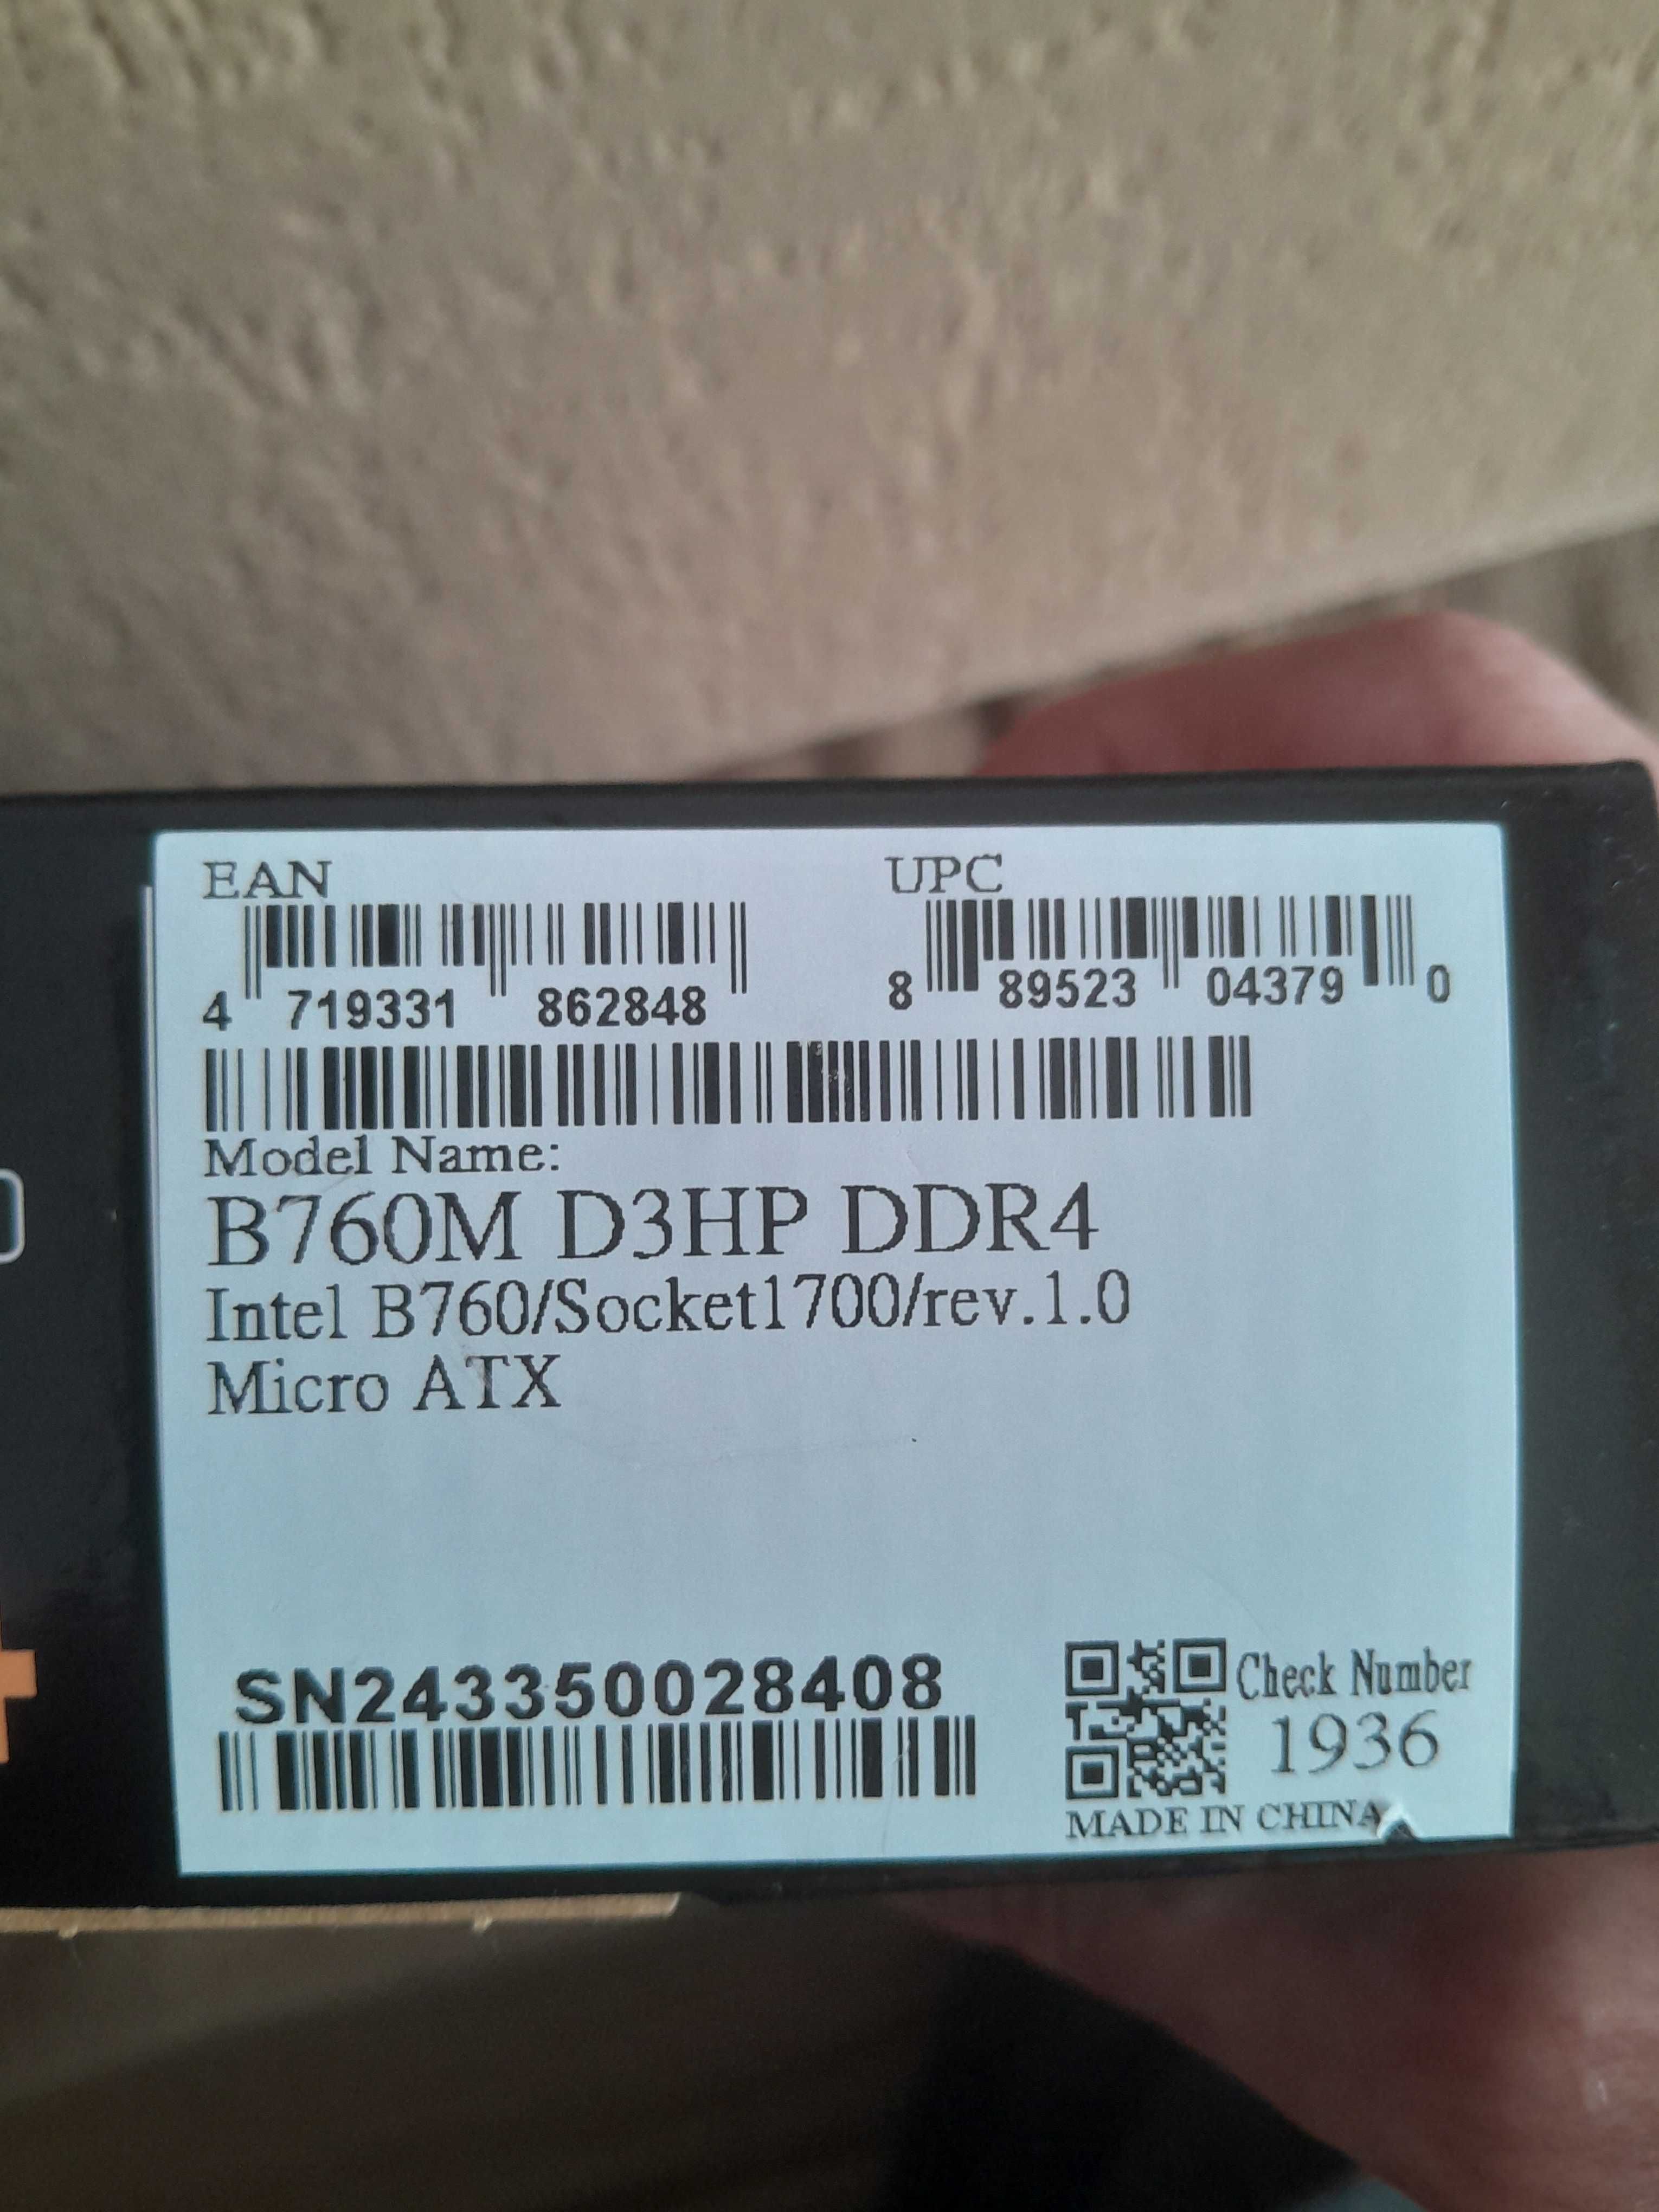 EAN
4 719331 862848
UPC
8 89523 04379 0
Model Name:
B760M D3HP DDR4
Intel B760/Socket1700/rev.1.0
Micro ATX
SN243350028408
Check Number
1936
MADE IN CHINA